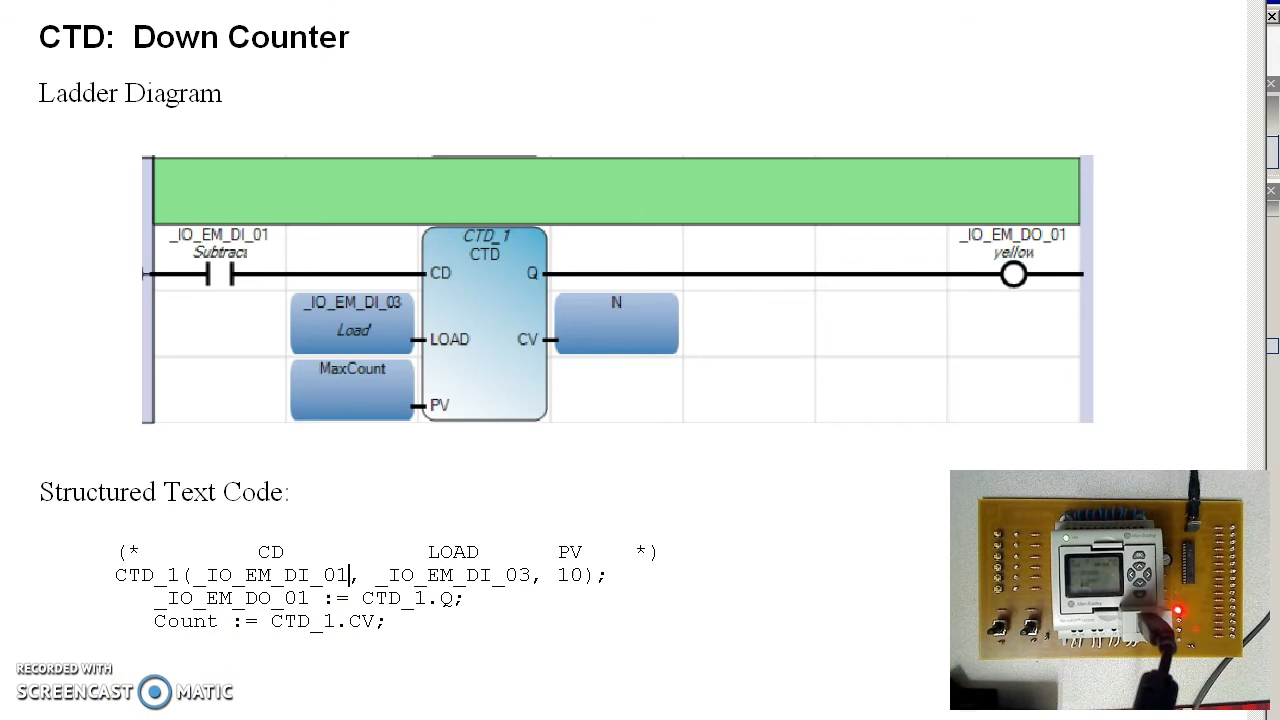 CTD: Down Counter
Ladder Diagram
_IO_EM_DI_01
Subtract
CTD_1
CTD
_IO_EM_DO_01
yellow
CD
Q
_IO_EM_DI_03
Load
LOAD
N
CV
MaxCount
PV
Structured Text Code:
(* CD LOAD PV *)
CTD_1(_IO_EM_DI_01, _IO_EM_DI_03, 10);
_IO_EM_DO_01 := CTD_1.Q;
Count := CTD_1.CV;
RECORDED WITH
SCREENCAST MATIC